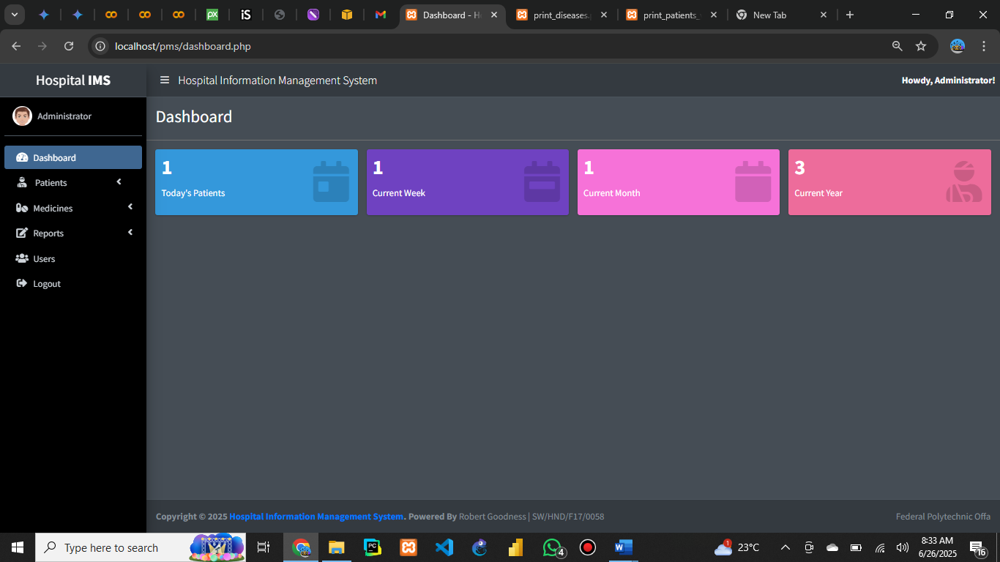 Dashboard - H
print_diseases.
print_patients_
New Tab
localhost/pms/dashboard.php
Hospital IMS
Hospital Information Management System
Howdy, Administrator!
Administrator
Dashboard
Dashboard
Patients
Medicines
Reports
Users
Logout
1
Today's Patients
1
Current Week
1
Current Month
3
Current Year
Copyright © 2025 Hospital Information Management System. Powered By Robert Goodness | SW/HND/F17/0058
Federal Polytechnic Offa
Type here to search
PC
4
W
1
23°C
8:33 AM
6/26/2025
16
px
iS